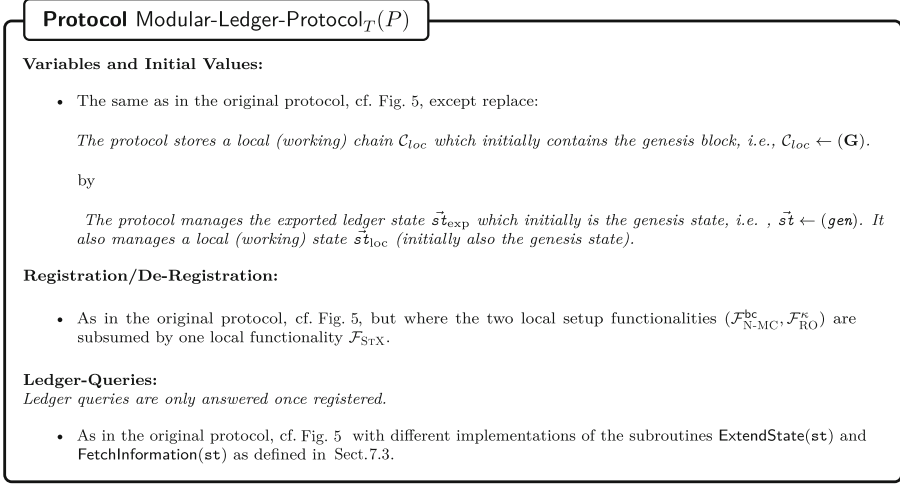 Protocol Modular-Ledger-Protocol_T(P)
Variables and Initial Values:
• The same as in the original protocol, cf. Fig. 5, except replace:
The protocol stores a local (working) chain 𝒞_loc which initially contains the genesis block, i.e., 𝒞_loc ← (G).
by
The protocol manages the exported ledger state s⃗t_exp which initially is the genesis state, i.e. , s⃗t ← (gen). It
also manages a local (working) state s⃗t_loc (initially also the genesis state).
Registration/De-Registration:
• As in the original protocol, cf. Fig. 5, but where the two local setup functionalities (ℱ^bc_N-MC, ℱ^κ_RO) are
subsumed by one local functionality ℱ_StX.
Ledger-Queries:
Ledger queries are only answered once registered.
• As in the original protocol, cf. Fig. 5 with different implementations of the subroutines ExtendState(st) and
FetchInformation(st) as defined in Sect.7.3.